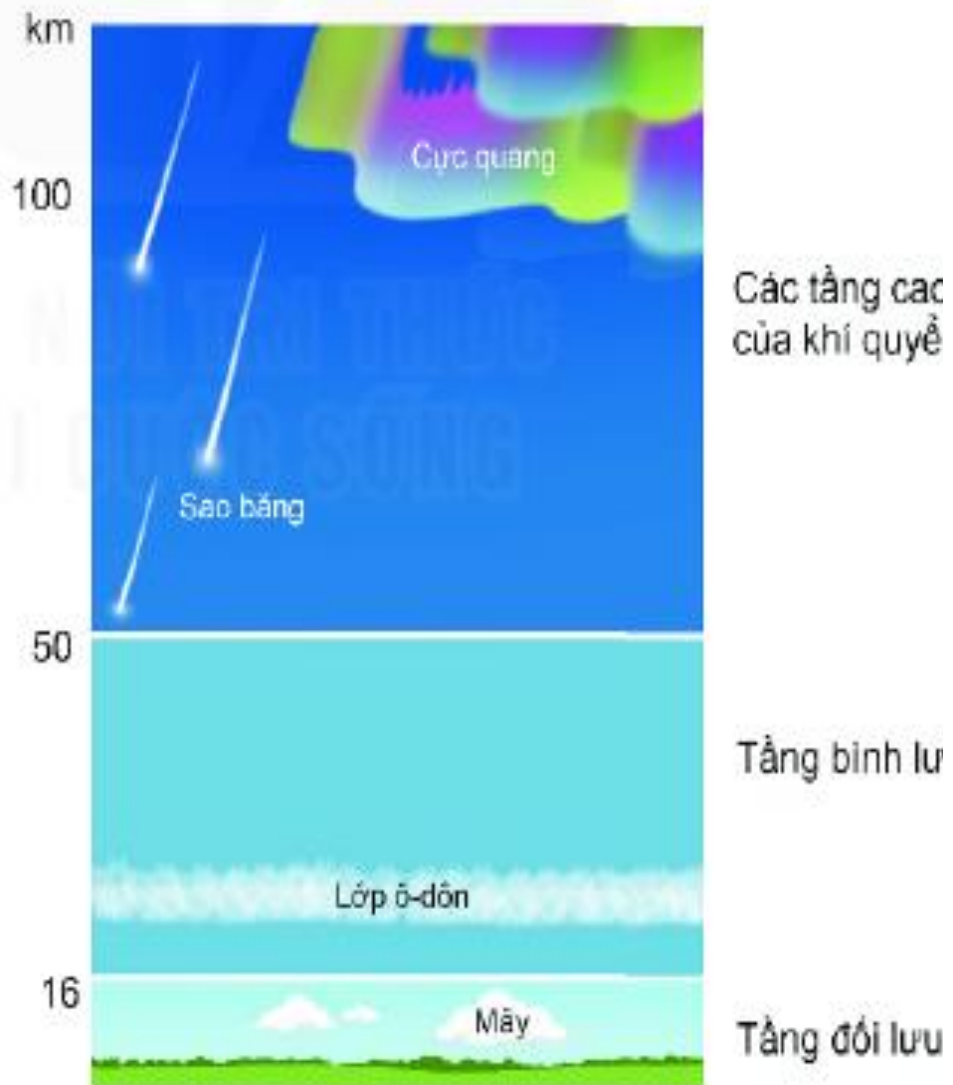 km
Cực quang
100
Các tầng cao
của khí quyể
Sao băng
50
Tầng bình lư
Lớp ô-dôn
16
Mây
Tầng đối lưu